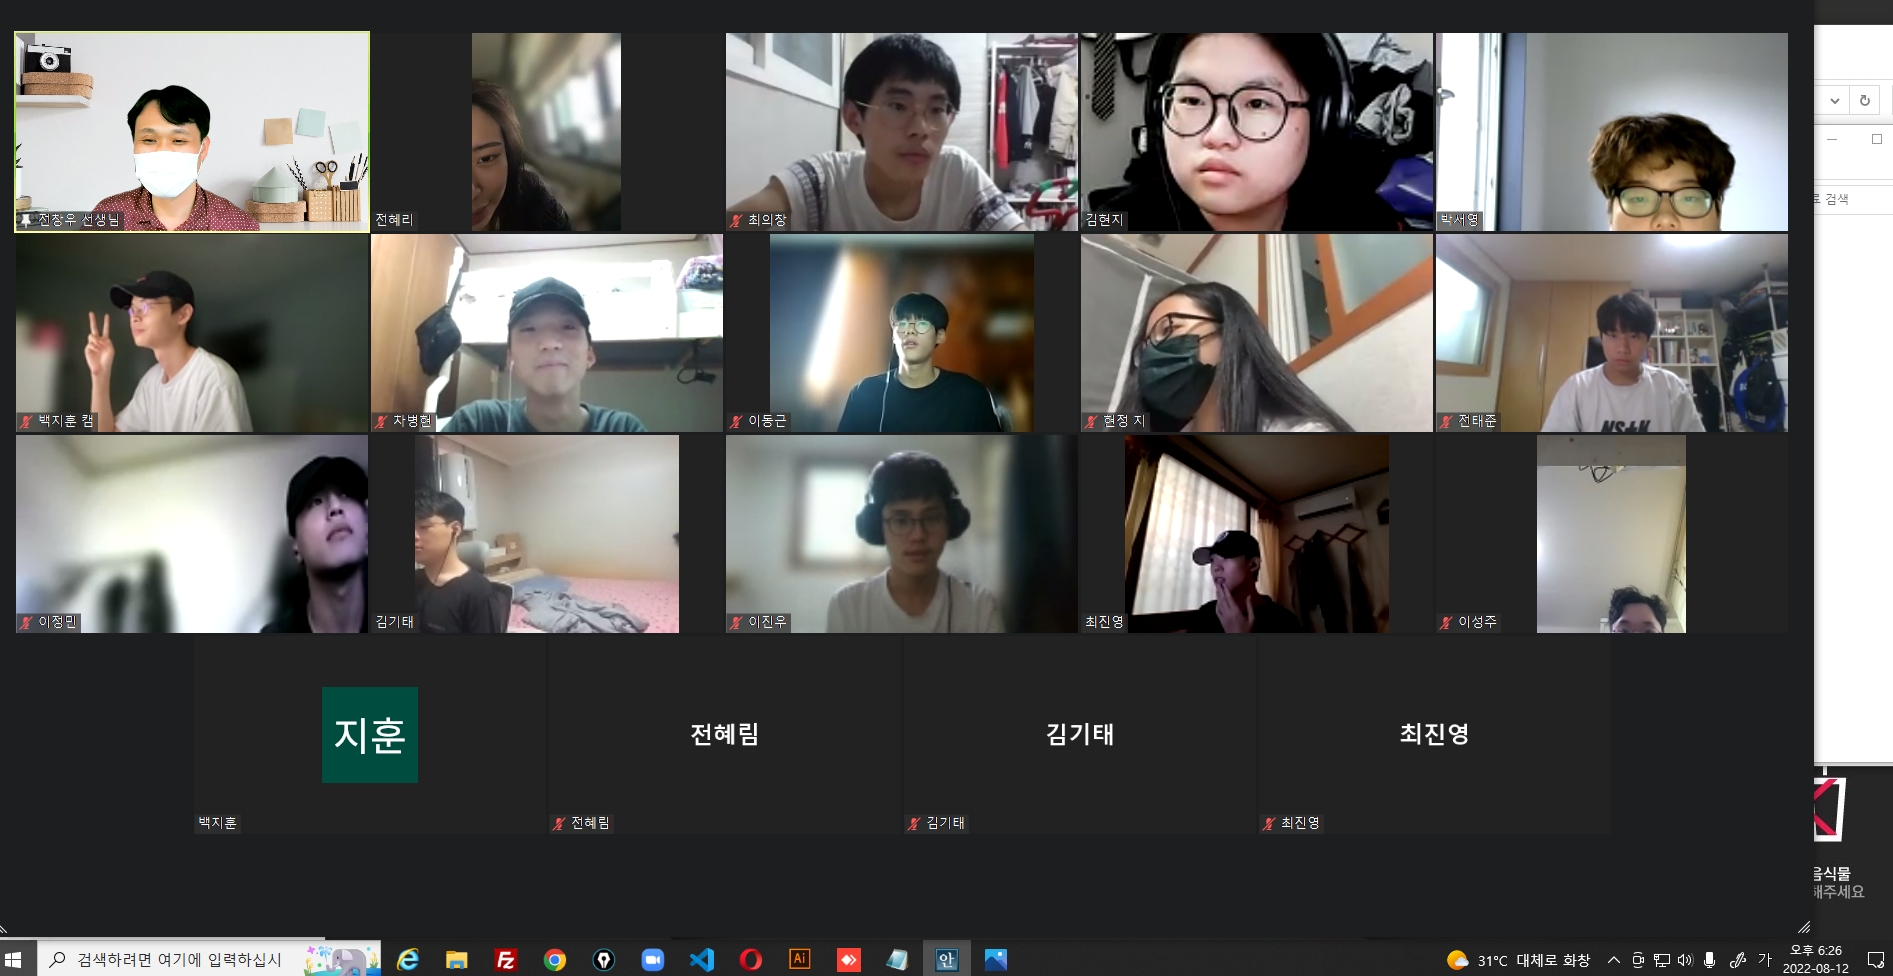 전창우 선생님
전혜리
최의창
김현지
박서영
백지훈 캠
차병현
이동근
현정 지
전태준
이정민
김기태
이진우
최진영
이성주
지훈
전혜림
김기태
최진영
백지훈
전혜림
김기태
최진영
검색
음식물
해주세요
검색하려면 여기에 입력하십시
Fz
Ai
안
31°C 대체로 화창
가
오후 6:26
2022-08-12